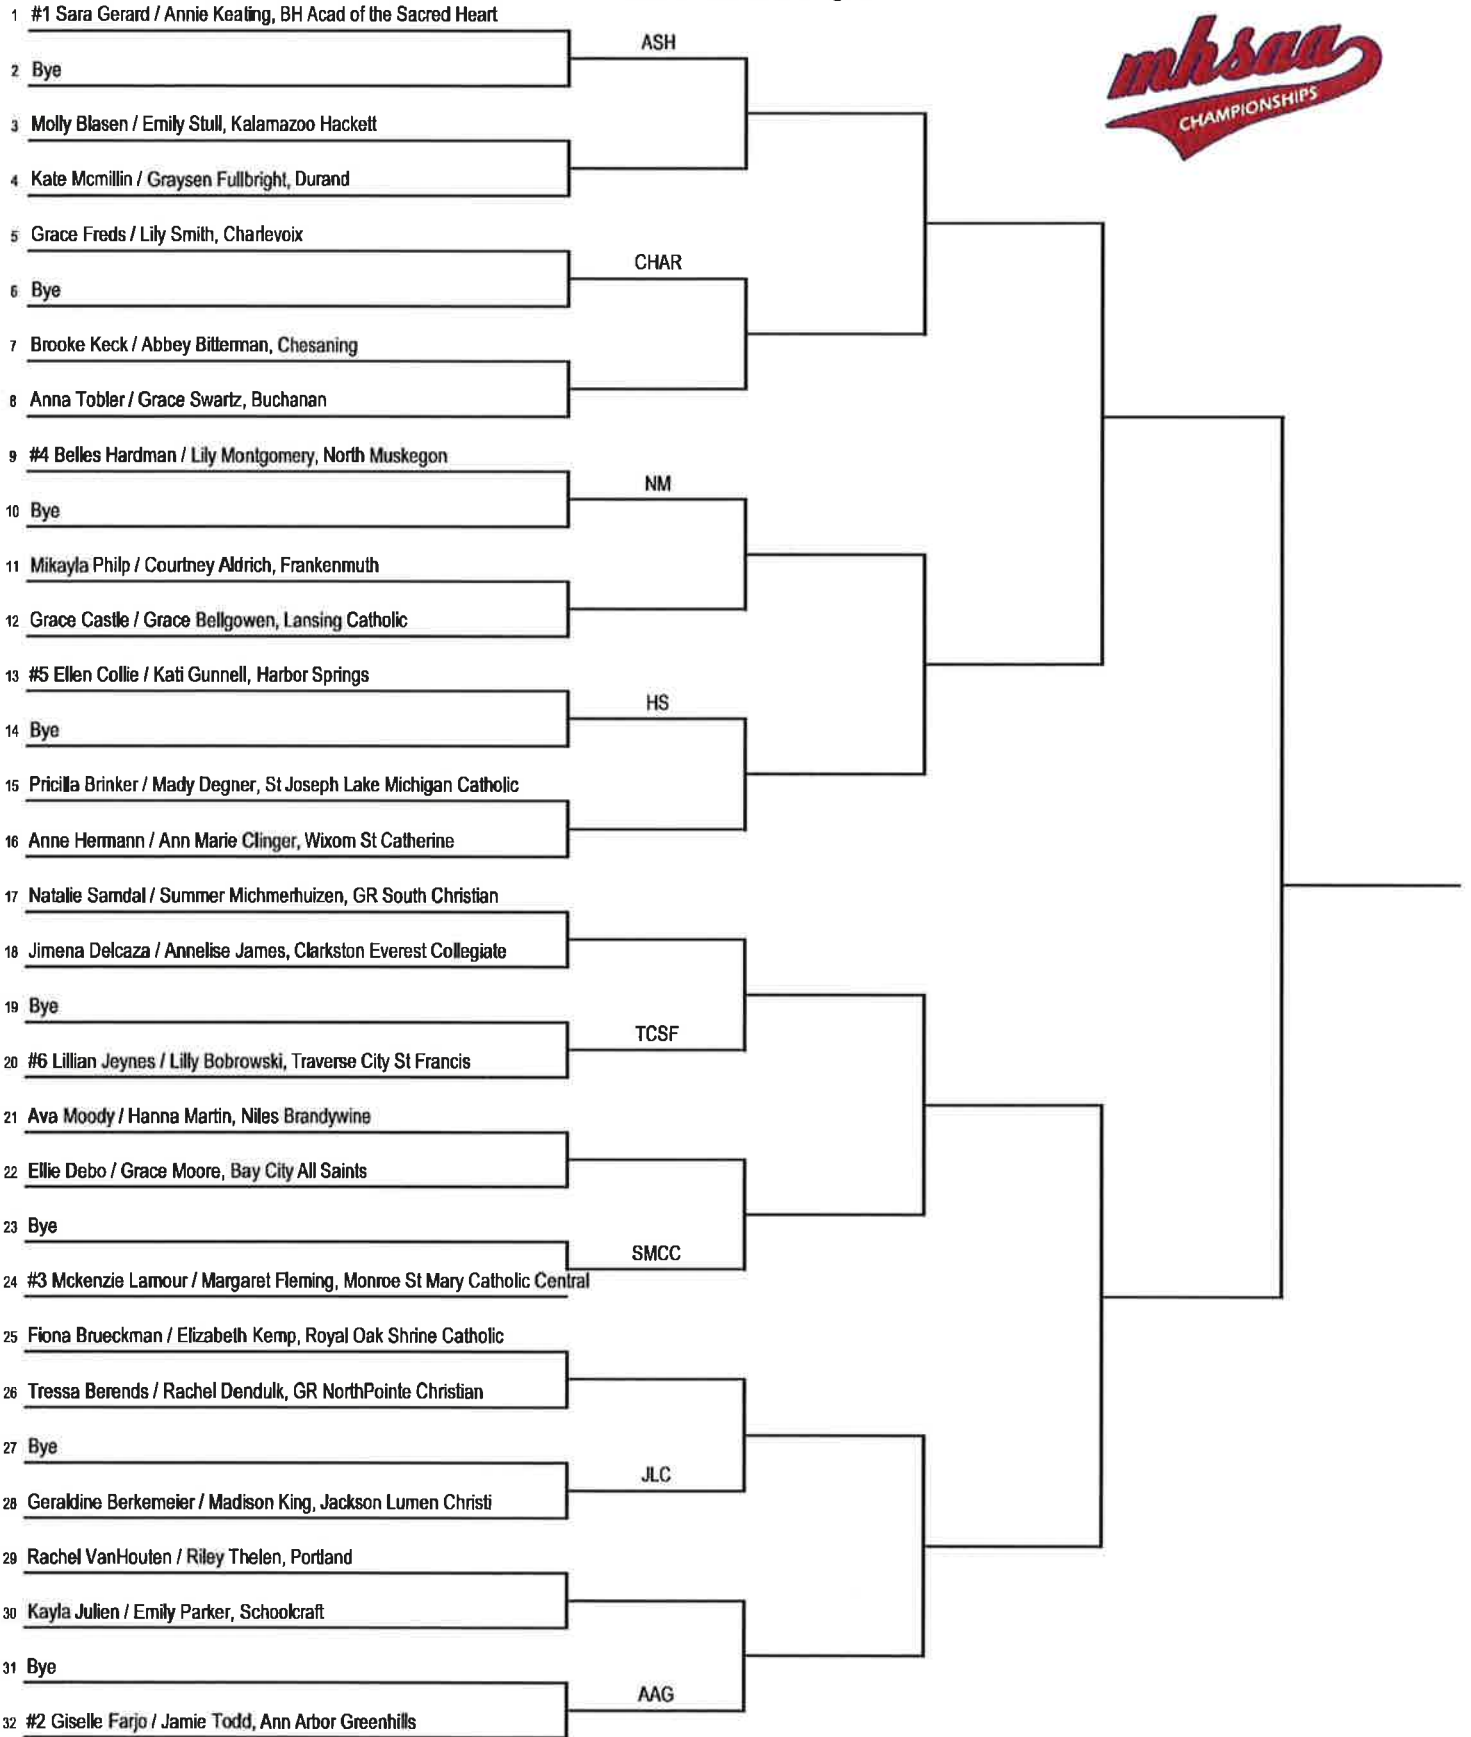 1 #1 Sara Gerard / Annie Keating, BH Acad of the Sacred Heart
ASH
2 Bye
3 Molly Blasen / Emily Stull, Kalamazoo Hackett
4 Kate Mcmillin / Graysen Fullbright, Durand
5 Grace Freds / Lily Smith, Charlevoix
CHAR
6 Bye
7 Brooke Keck / Abbey Bitterman, Chesaning
8 Anna Tobler / Grace Swartz, Buchanan
9 #4 Belles Hardman / Lily Montgomery, North Muskegon
NM
10 Bye
11 Mikayla Philp / Courtney Aldrich, Frankenmuth
12 Grace Castle / Grace Bellgowen, Lansing Catholic
13 #5 Ellen Collie / Kati Gunnell, Harbor Springs
HS
14 Bye
15 Pricilla Brinker / Mady Degner, St Joseph Lake Michigan Catholic
16 Anne Hermann / Ann Marie Clinger, Wixom St Catherine
17 Natalie Samdal / Summer Michmerhuizen, GR South Christian
18 Jimena Delcaza / Annelise James, Clarkston Everest Collegiate
19 Bye
TCSF
20 #6 Lillian Jeynes / Lilly Bobrowski, Traverse City St Francis
21 Ava Moody / Hanna Martin, Niles Brandywine
22 Ellie Debo / Grace Moore, Bay City All Saints
23 Bye
SMCC
24 #3 Mckenzie Lamour / Margaret Fleming, Monroe St Mary Catholic Central
25 Fiona Brueckman / Elizabeth Kemp, Royal Oak Shrine Catholic
26 Tressa Berends / Rachel Dendulk, GR NorthPointe Christian
27 Bye
JLC
28 Geraldine Berkemeier / Madison King, Jackson Lumen Christi
29 Rachel VanHouten / Riley Thelen, Portland
30 Kayla Julien / Emily Parker, Schoolcraft
31 Bye
AAG
32 #2 Giselle Farjo / Jamie Todd, Ann Arbor Greenhills
mhsaa
CHAMPIONSHIPS